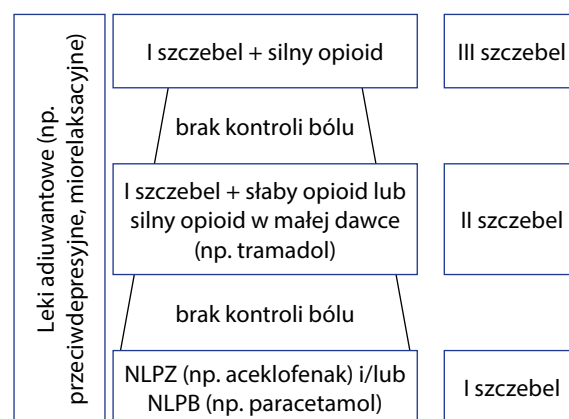 Leki adiuwantowe (np.
przeciwdepresyjne, miorelaksacyjne)
I szczebel + silny opioid
III szczebel
brak kontroli bólu
I szczebel + słaby opioid lub
silny opioid w małej dawce
(np. tramadol)
II szczebel
brak kontroli bólu
NLPZ (np. aceklofenak) i/lub
NLPB (np. paracetamol)
I szczebel